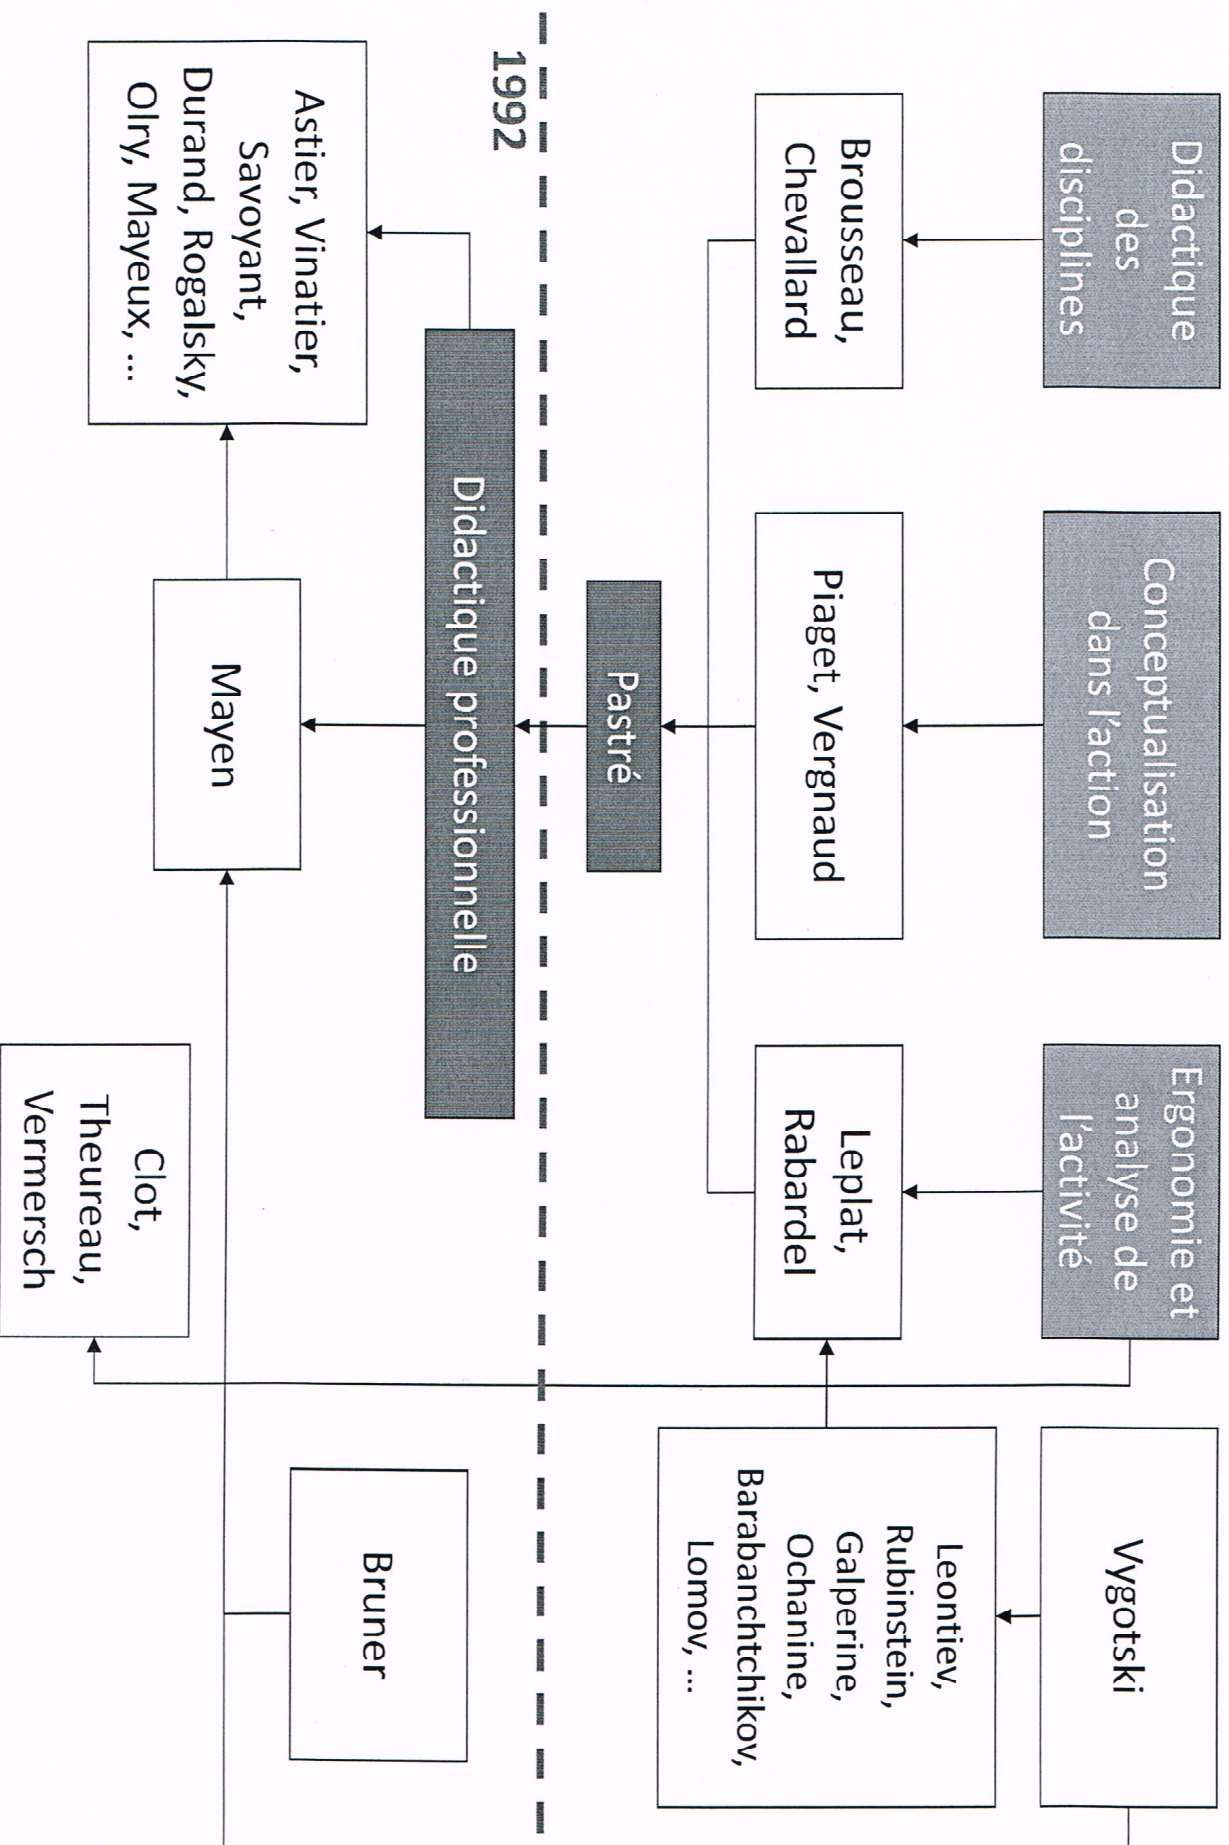 Didactique
des
disciplines
Conceptualisation
dans l'action
Ergonomie et
analyse de
l'activité
Vygotski
Brousseau,
Chevallard
Piaget, Vergnaud
Leplat,
Rabardel
Leontiev,
Rubinstein,
Galperine,
Ochanine,
Barabanchtchikov,
Lomov, ...
Pastré
1992
Didactique professionnelle
Bruner
Astier, Vinatier,
Savoyant,
Durand, Rogalsky,
Olry, Mayeux, ...
Mayen
Clot,
Theureau,
Vermersch